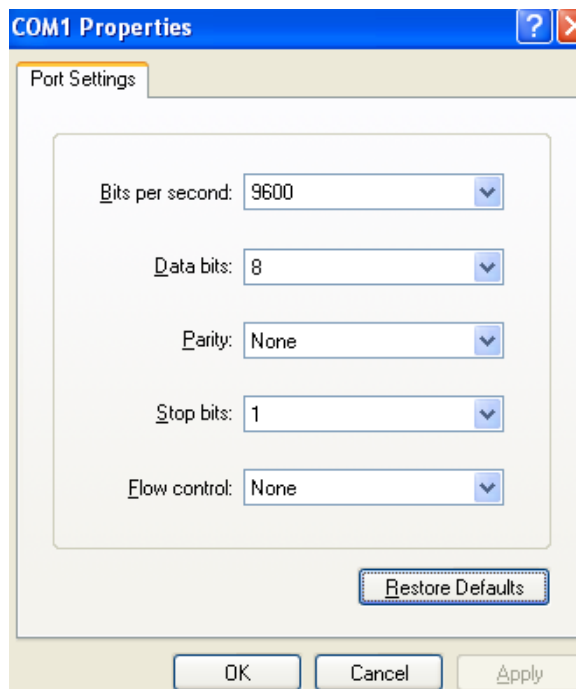 COM1 Properties
Port Settings
Bits per second: 9600
Data bits: 8
Parity: None
Stop bits: 1
Flow control: None
Restore Defaults
OK Cancel Apply